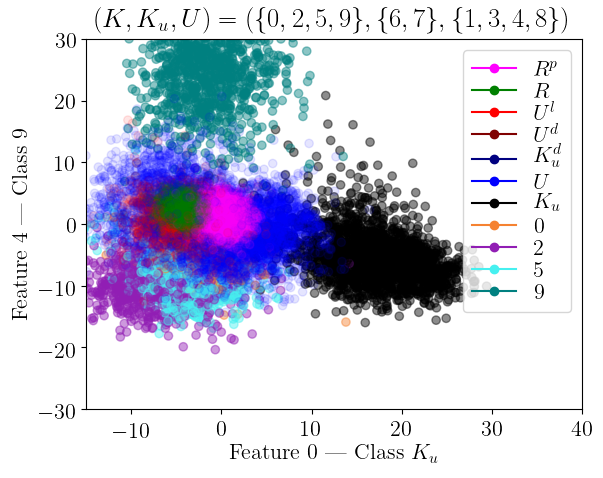 (K, K_u, U) = ({0, 2, 5, 9}, {6, 7}, {1, 3, 4, 8})
30
20
10
0
−10
−20
−30
−10
0
10
20
30
40
Feature 4 — Class 9
Feature 0 — Class K_u
R^p
R
U^l
U^d
K_u^d
U
K_u
0
2
5
9